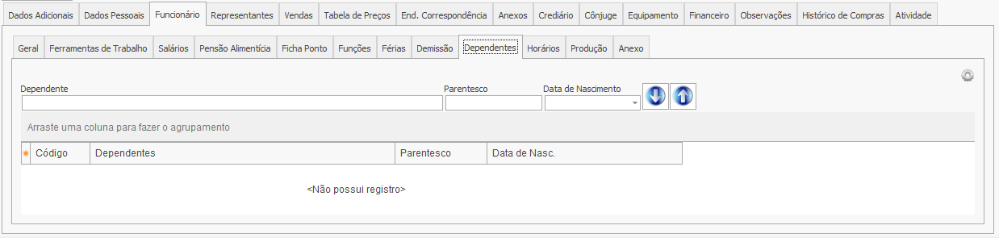 Dados Adicionais Dados Pessoais Funcionário Representantes Vendas Tabela de Preços End. Correspondência Anexos Crediário Cônjuge Equipamento Financeiro Observações Histórico de Compras Atividade
Geral Ferramentas de Trabalho Salários Pensão Alimentícia Ficha Ponto Funções Férias Demissão Dependentes Horários Produção Anexo
Dependente Parentesco Data de Nascimento
Arraste uma coluna para fazer o agrupamento
Código Dependentes Parentesco Data de Nasc.
<Não possui registro>